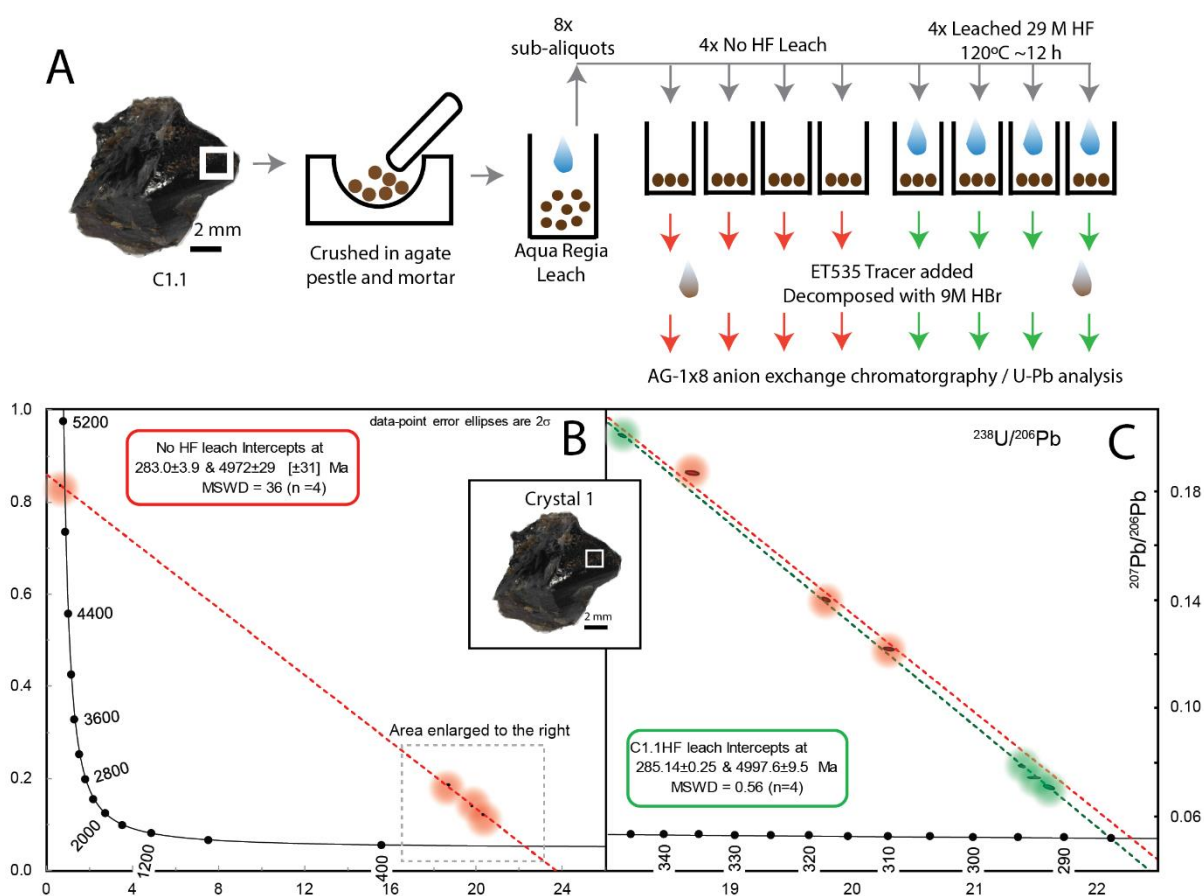 A
8x
sub-aliquots
4x No HF Leach
4x Leached 29 M HF
120ºC ~12 h
2 mm
C1.1
Crushed in agate
pestle and mortar
Aqua Regia
Leach
ET535 Tracer added
Decomposed with 9M HBr
AG-1x8 anion exchange chromatorgraphy / U-Pb analysis
B
data-point error ellipses are 2σ
No HF leach Intercepts at
283.0±3.9 & 4972±29 [±31] Ma
MSWD = 36 (n =4)
1.0
0.8
0.6
0.4
0.2
0.0
5200
4400
3600
2800
2000
1200
400
Area enlarged to the right
0 4 8 12 16 20 24
Crystal 1
2 mm
C
238U/206Pb
207Pb/206Pb
0.18
0.14
0.10
0.06
C1.1HF leach Intercepts at
285.14±0.25 & 4997.6±9.5 Ma
MSWD = 0.56 (n=4)
340 330 320 310 300 290
19 20 21 22